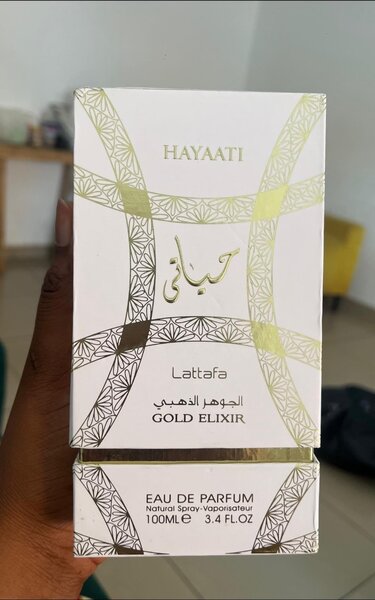 HAYAATI
حياتي
Lattafa
الجوهر الذهبي
GOLD ELIXIR
EAU DE PARFUM
Natural Spray-Vaporisateur
100ML℮ 3.4 FL.OZ